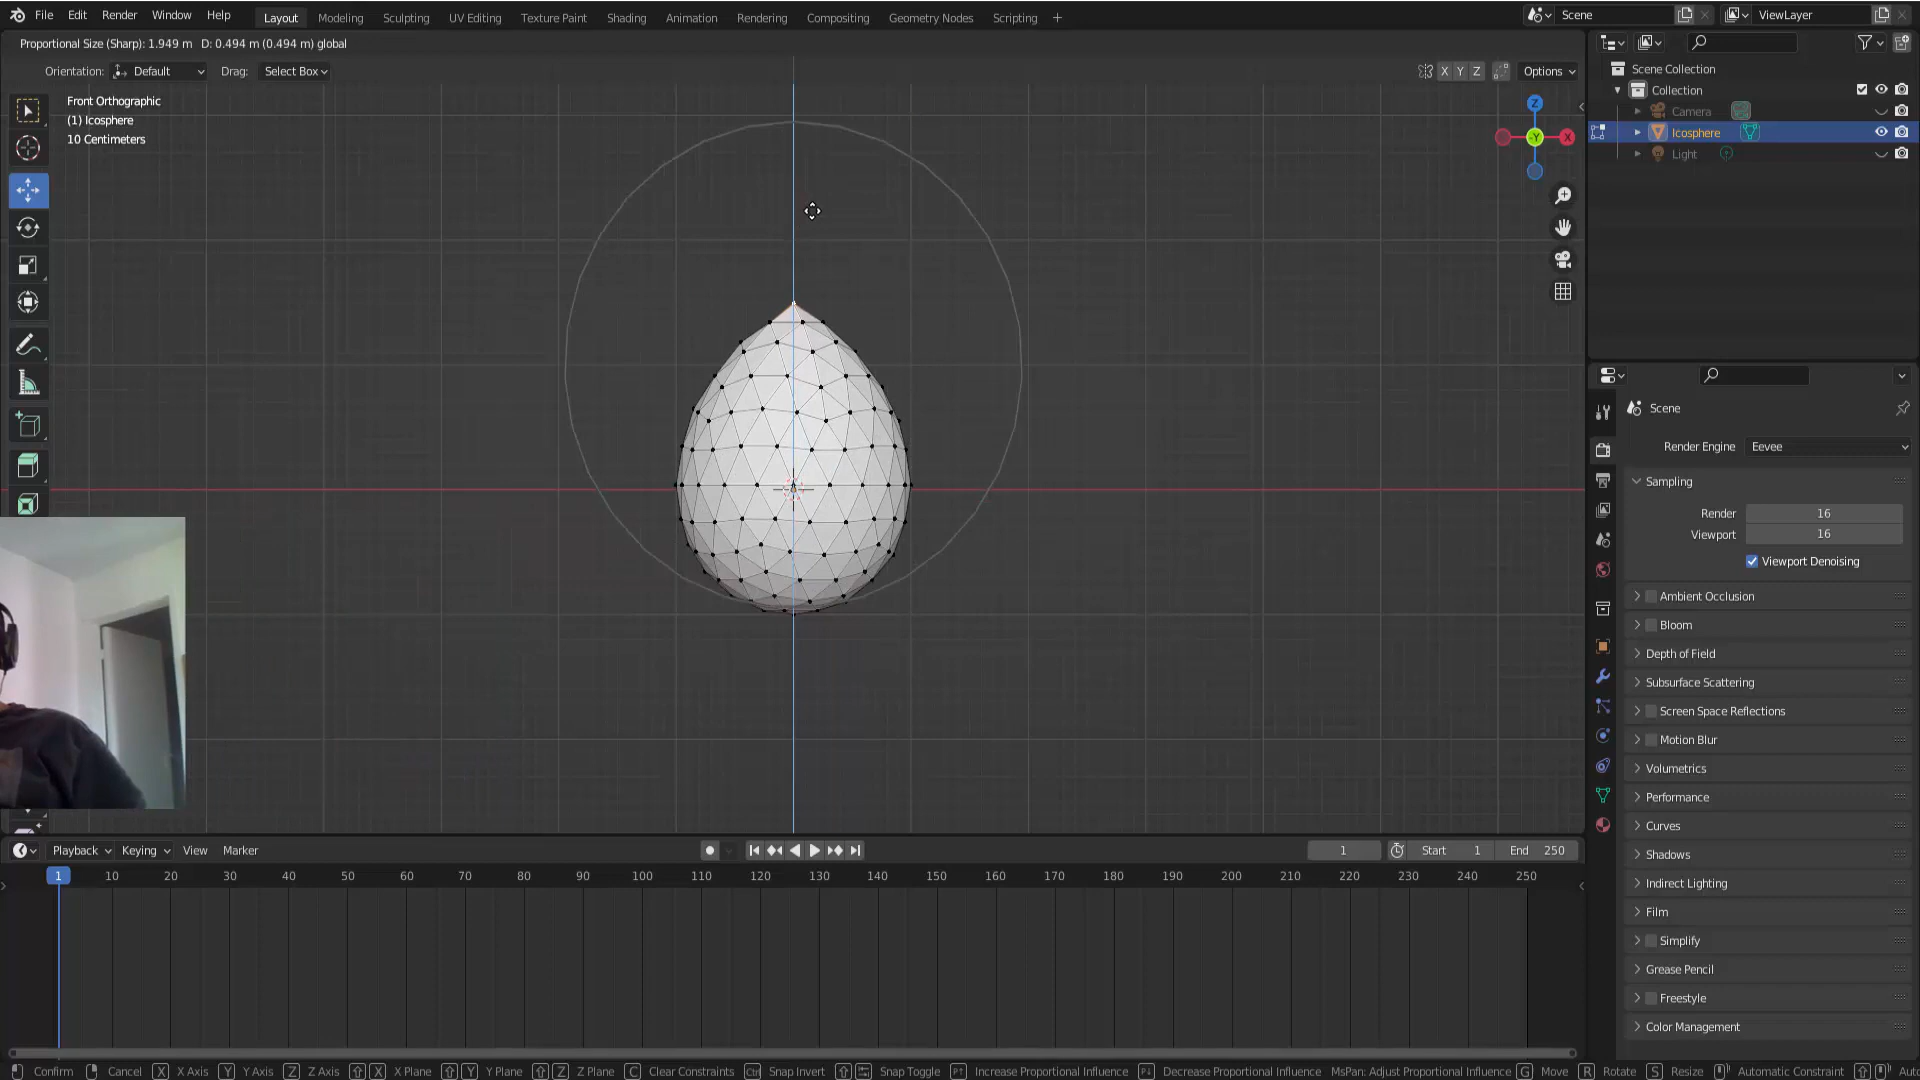 File Edit Render Window Help Layout Modeling Sculpting UV Editing Texture Paint Shading Animation Rendering Compositing Geometry Nodes Scripting + Scene ViewLayer
Proportional Size (Sharp): 1.949 m D: 0.494 m (0.494 m) global
Orientation: Default Drag: Select Box X Y Z Options
Front Orthographic
(1) Icosphere
10 Centimeters
Z
Y
X
Scene Collection
Collection
Camera
Icosphere
Light
Scene
Render Engine Eevee
Sampling
Render 16
Viewport 16
Viewport Denoising
Ambient Occlusion
Bloom
Depth of Field
Subsurface Scattering
Screen Space Reflections
Motion Blur
Volumetrics
Performance
Curves
Shadows
Indirect Lighting
Film
Simplify
Grease Pencil
Freestyle
Color Management
Playback Keying View Marker 1 Start 1 End 250
1 10 20 30 40 50 60 70 80 90 100 110 120 130 140 150 160 170 180 190 200 210 220 230 240 250
Confirm Cancel X X Axis Y Y Axis Z Z Axis X X Plane Y Y Plane Z Z Plane C Clear Constraints Ctrl Snap Invert Snap Toggle Increase Proportional Influence Decrease Proportional Influence MsPan: Adjust Proportional Influence G Move R Rotate S Resize Automatic Constraint Auto